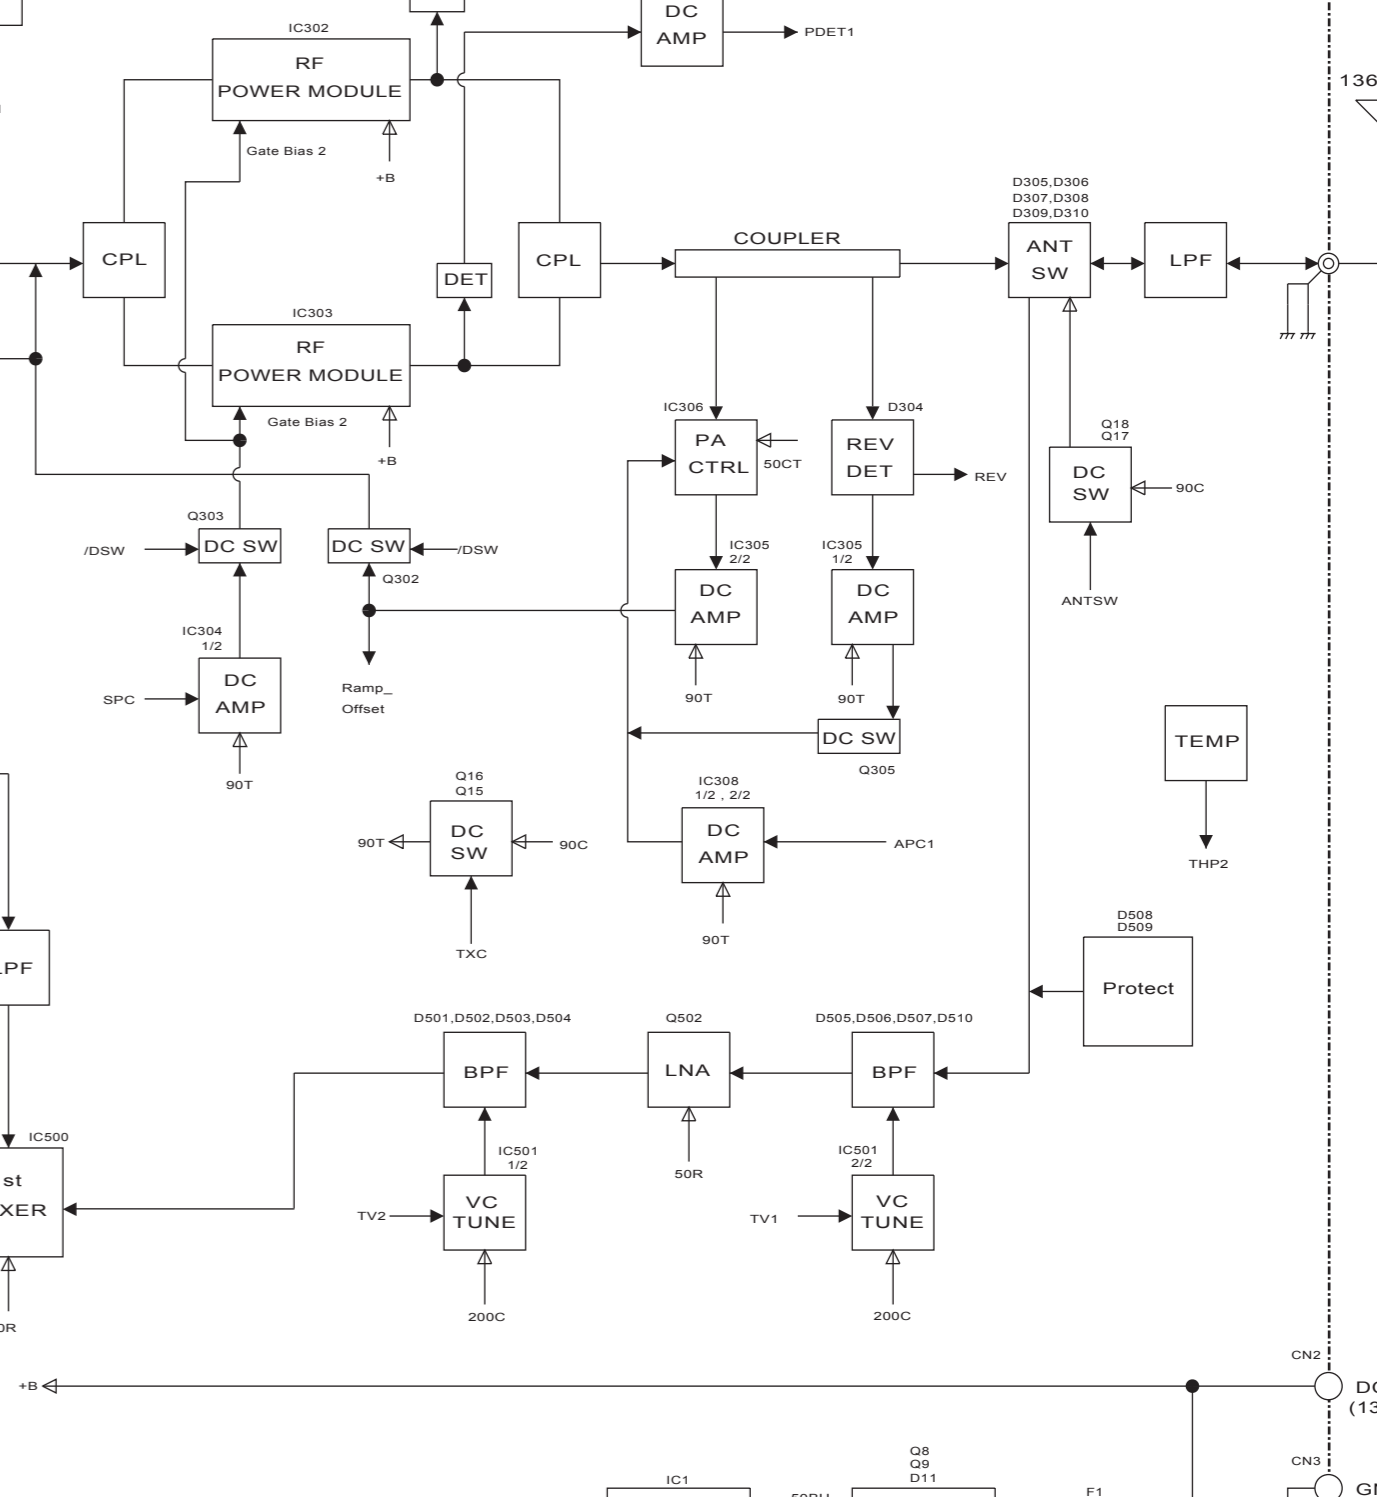 DC
AMP
PDET1
IC302
RF
POWER MODULE
136
Gate Bias 2
+B
D305,D306
D307,D308
D309,D310
COUPLER
CPL
DET
CPL
ANT
SW
LPF
IC303
RF
POWER MODULE
Gate Bias 2
+B
IC306
D304
PA
CTRL
50CT
REV
DET
REV
Q18
Q17
DC
SW
90C
Q303
/DSW
DC SW
DC SW
/DSW
Q302
IC305
2/2
IC305
1/2
DC
AMP
DC
AMP
ANTSW
IC304
1/2
DC
AMP
SPC
Ramp_
Offset
90T
90T
90T
DC SW
Q305
TEMP
THP2
Q16
Q15
DC
SW
90T
90C
TXC
IC308
1/2 , 2/2
DC
AMP
APC1
90T
D508
D509
Protect
PF
D501,D502,D503,D504
Q502
D505,D506,D507,D510
BPF
LNA
BPF
IC500
st
XER
IC501
1/2
50R
IC501
2/2
TV2
VC
TUNE
TV1
VC
TUNE
200C
200C
0R
+B
CN2
DC
(13
Q8
Q9
D11
IC1
CN3
F1